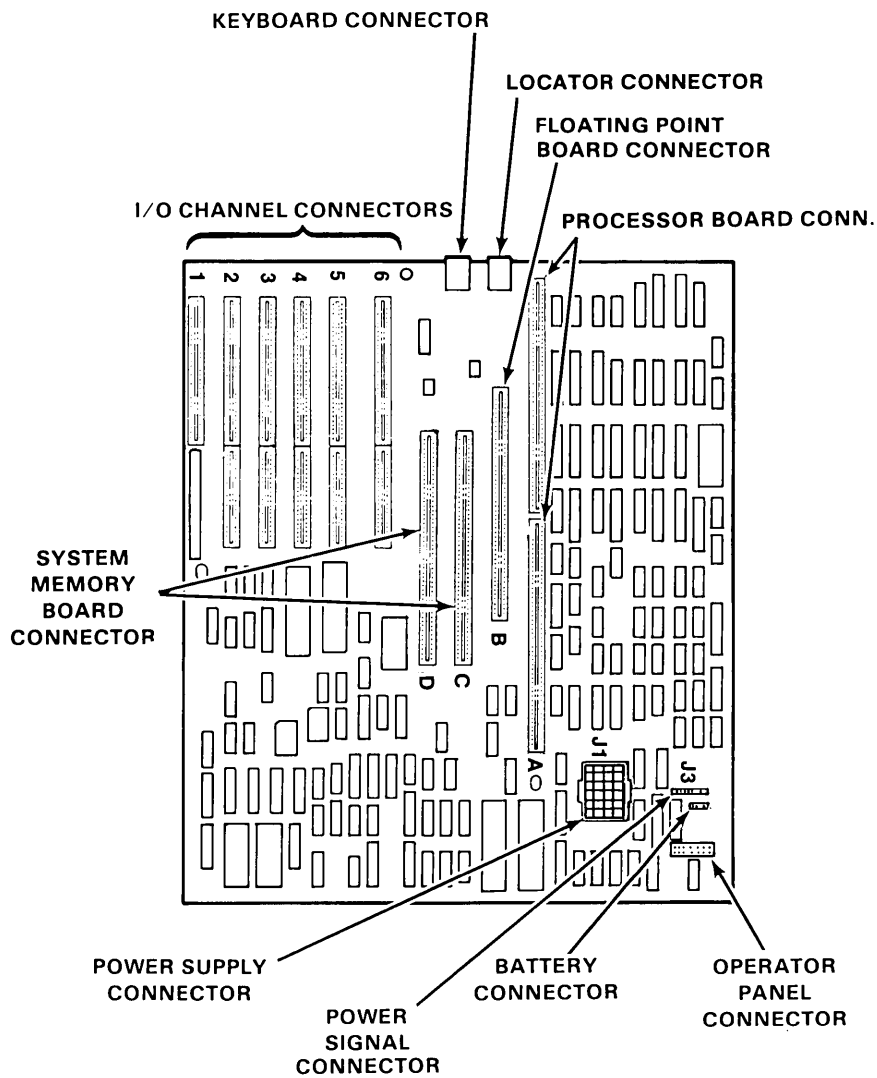 KEYBOARD CONNECTOR
LOCATOR CONNECTOR
FLOATING POINT
BOARD CONNECTOR
I/O CHANNEL CONNECTORS
PROCESSOR BOARD CONN.
1 2 3 4 5 6
SYSTEM
MEMORY
BOARD
CONNECTOR
B
D
C
A
J1
J3
POWER SUPPLY
CONNECTOR
POWER
SIGNAL
CONNECTOR
BATTERY
CONNECTOR
OPERATOR
PANEL
CONNECTOR